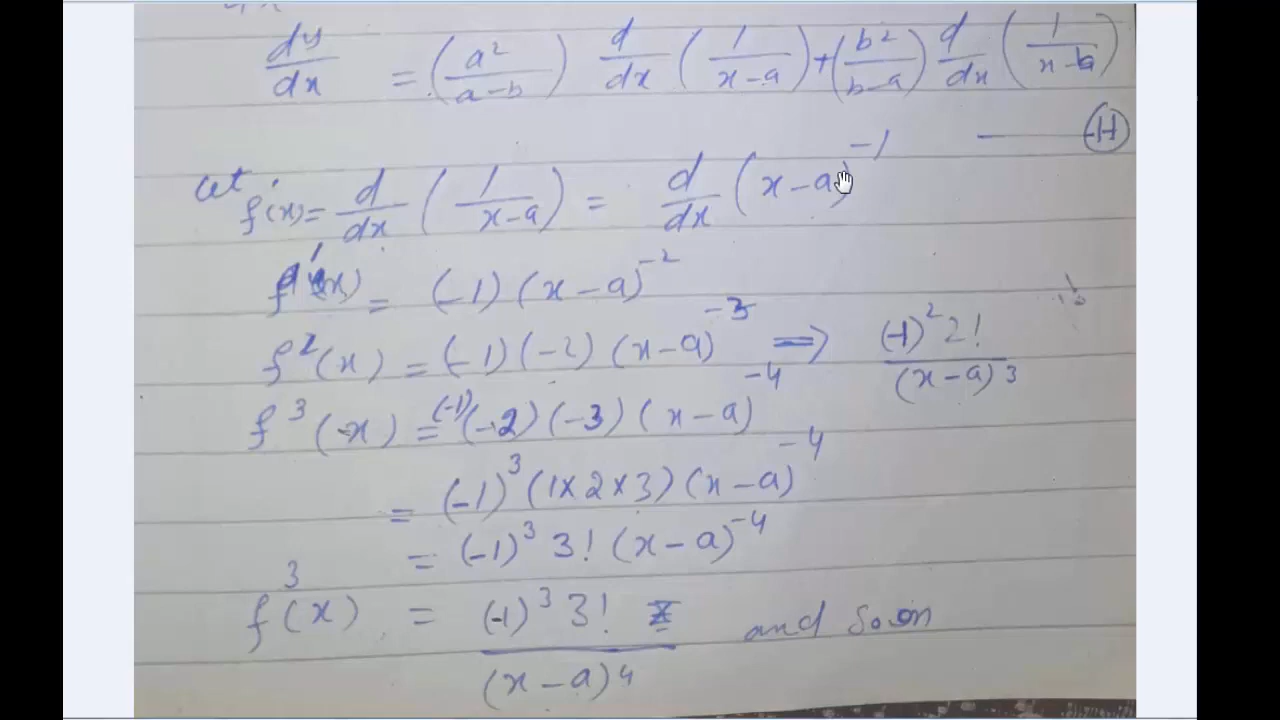 dy/dx = (a²/a-b) d/dx (1/x-a) + (b²/b-a) d/dx (1/x-b)
Let f'(x) = d/dx (1/x-a) = d/dx (x-a)⁻¹
f'(x) = (-1) (x-a)⁻²
f²(x) = (-1)(-2) (x-a)⁻³ ⇒ (-1)² 2!/(x-a)³
f³(x) = (-1)(-2)(-3)(x-a)⁻⁴
= (-1)³ (1×2×3) (x-a)⁻⁴
= (-1)³ 3! (x-a)⁻⁴
f³(x) = (-1)³ 3!/(x-a)⁴ and so on